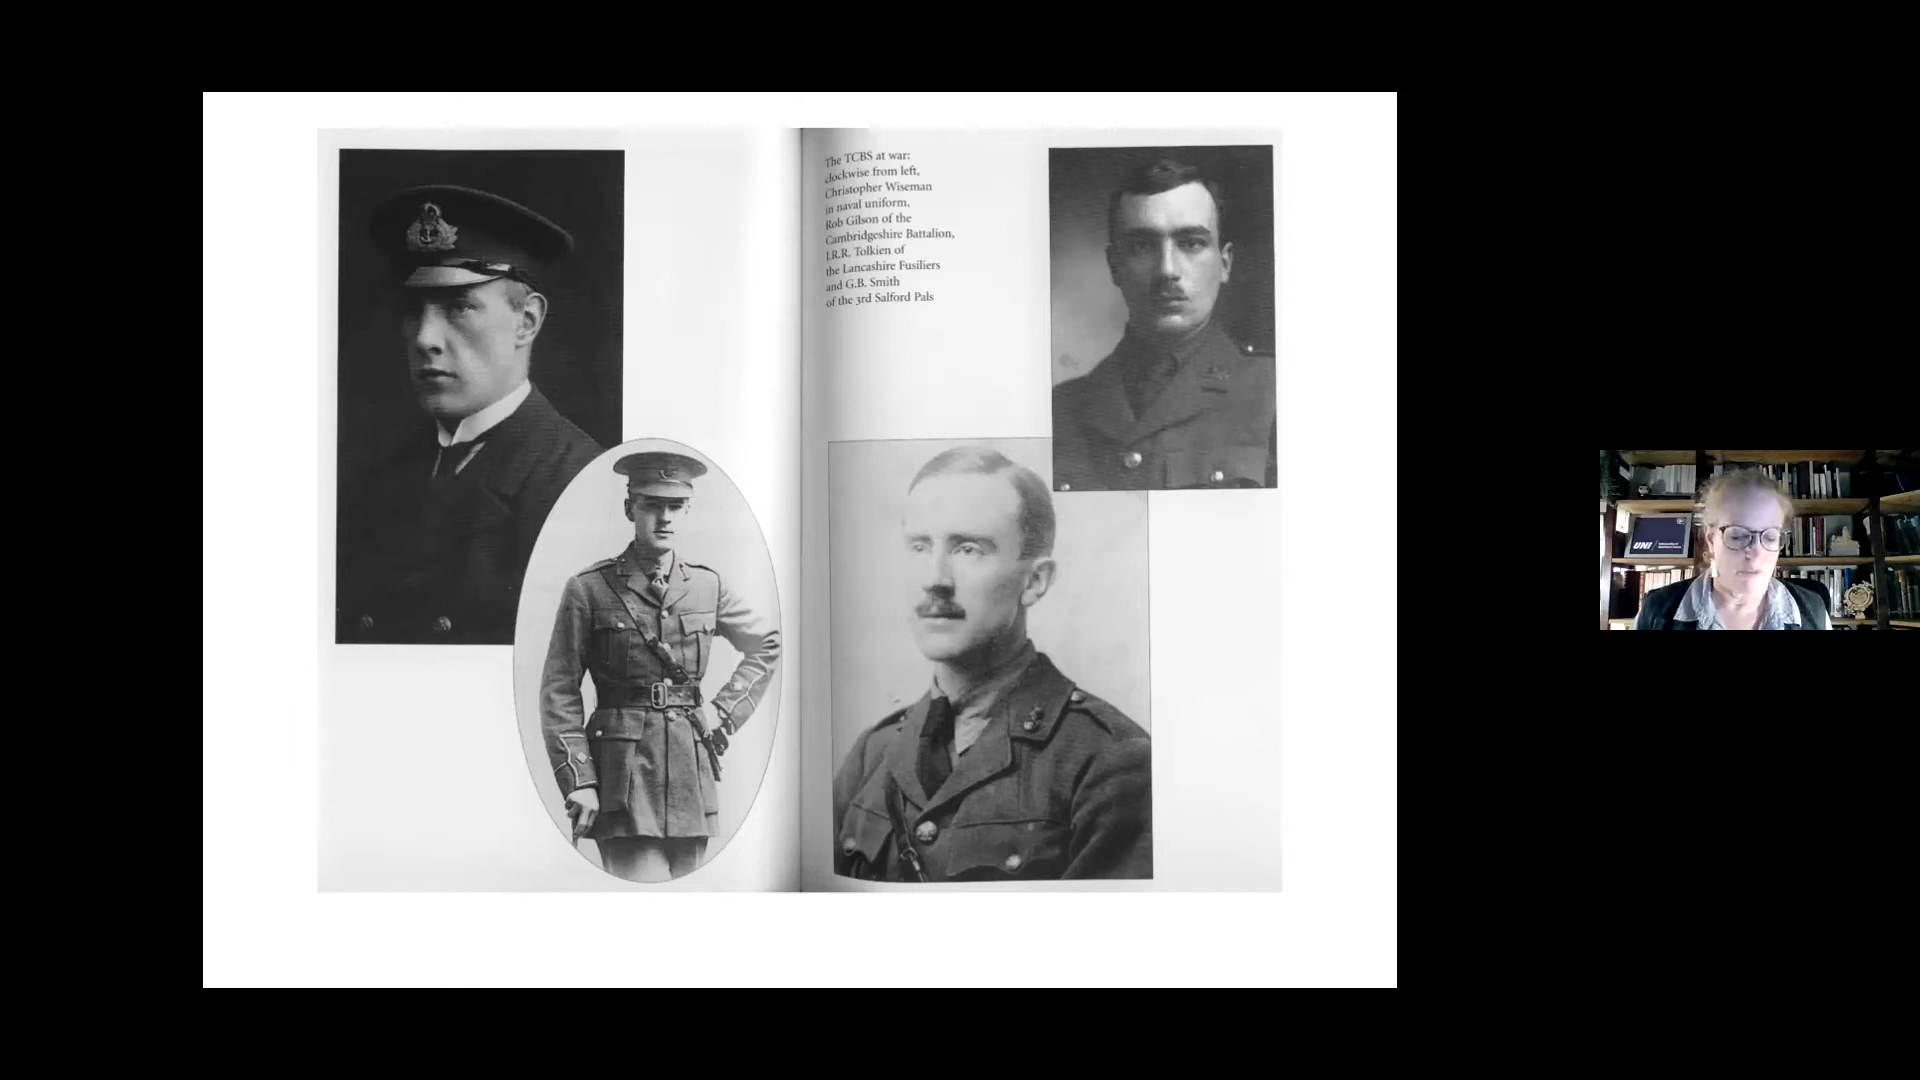 The TCBS at war:
clockwise from left,
Christopher Wiseman
in naval uniform,
Rob Gilson of the
Cambridgeshire Battalion,
J.R.R. Tolkien of
the Lancashire Fusiliers
and G.B. Smith
of the 3rd Salford Pals
UNI